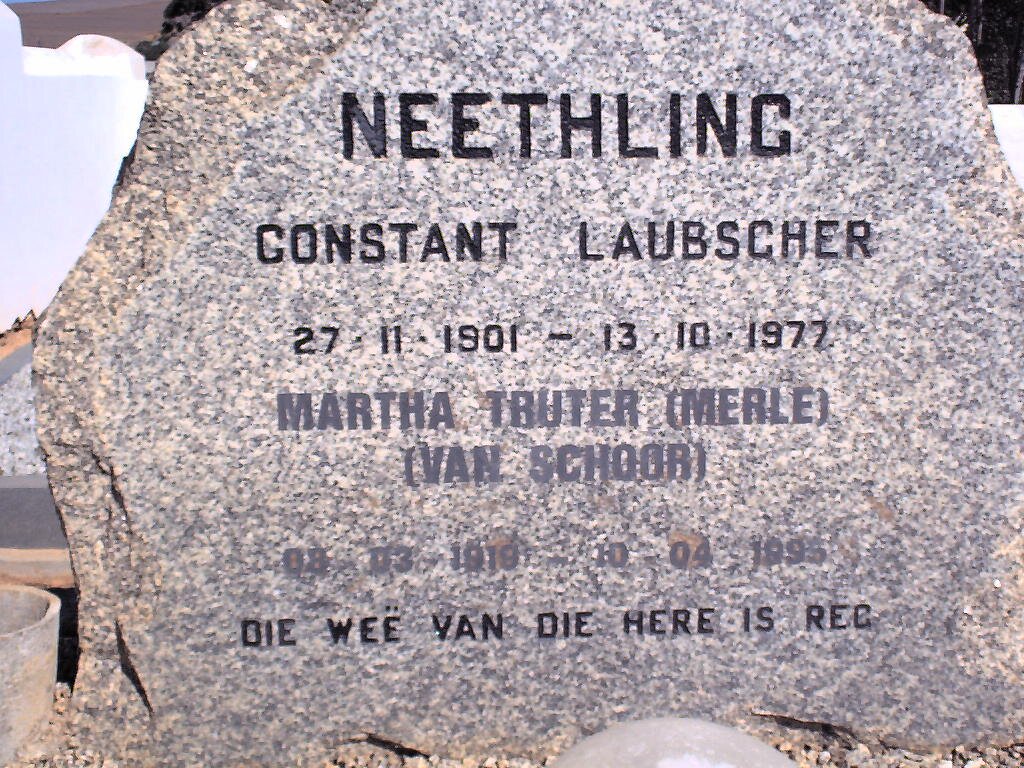 NEETHLING
CONSTANT LAUBSCHER
27·11·1901 – 13·10·1977
MARTHA TRUTER (MERLE)
(VAN SCHOOR)
08 - 03 - 1919 - 10 - 04 - 1995
DIE WEË VAN DIE HERE IS REG